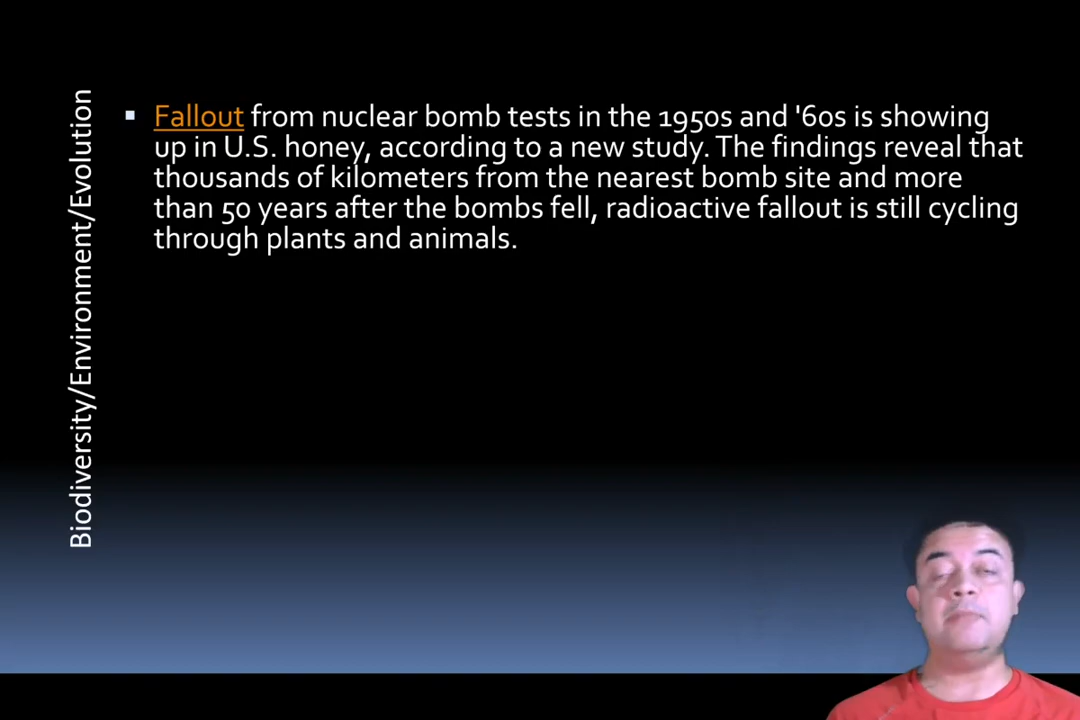 Biodiversity/Environment/Evolution
▪ Fallout from nuclear bomb tests in the 1950s and '60s is showing
up in U.S. honey, according to a new study. The findings reveal that
thousands of kilometers from the nearest bomb site and more
than 50 years after the bombs fell, radioactive fallout is still cycling
through plants and animals.